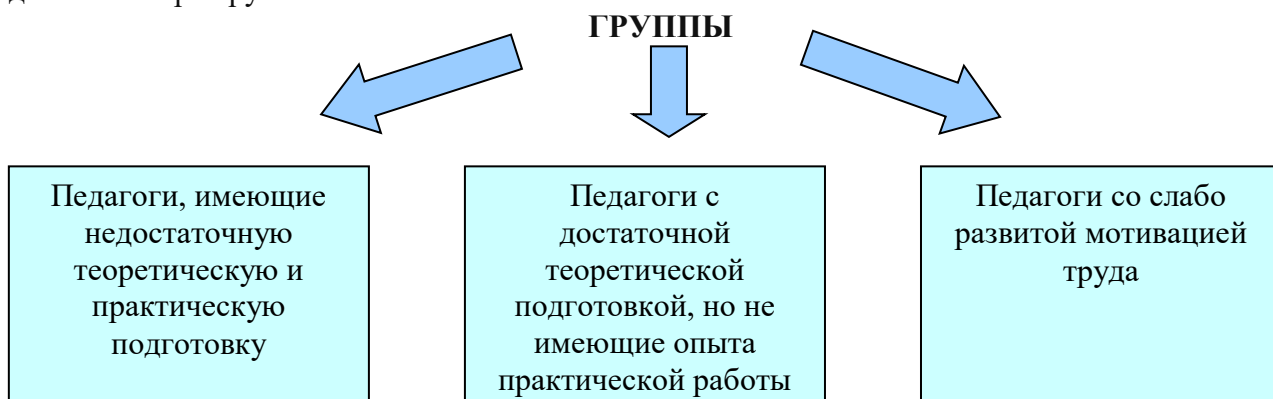 ГРУППЫ
Педагоги, имеющие
недостаточную
теоретическую и
практическую
подготовку
Педагоги с
достаточной
теоретической
подготовкой, но не
имеющие опыта
практической работы
Педагоги со слабо
развитой мотивацией
труда